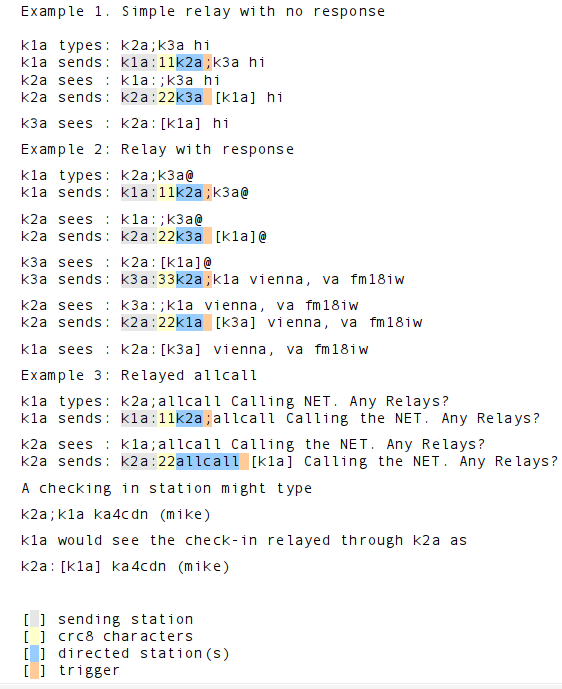 Example 1. Simple relay with no response
k1a types: k2a;k3a hi
k1a sends: k1a:11k2a;k3a hi
k2a sees : k1a:;k3a hi
k2a sends: k2a:22k3a [k1a] hi
k3a sees : k2a:[k1a] hi
Example 2: Relay with response
k1a types: k2a;k3a@
k1a sends: k1a:11k2a;k3a@
k2a sees : k1a:;k3a@
k2a sends: k2a:22k3a [k1a]@
k3a sees : k2a:[k1a]@
k3a sends: k3a:33k2a;k1a vienna, va fm18iw
k2a sees : k3a:;k1a vienna, va fm18iw
k2a sends: k2a:22k1a [k3a] vienna, va fm18iw
k1a sees : k2a:[k3a] vienna, va fm18iw
Example 3: Relayed allcall
k1a types: k2a;allcall Calling NET. Any Relays?
k1a sends: k1a:11k2a;allcall Calling the NET. Any Relays?
k2a sees : k1a;allcall Calling the NET. Any Relays?
k2a sends: k2a:22allcall [k1a] Calling the NET. Any Relays?
A checking in station might type
k2a;k1a ka4cdn (mike)
k1a would see the check-in relayed through k2a as
k2a:[k1a] ka4cdn (mike)
[ ] sending station
[ ] crc8 characters
[ ] directed station(s)
[ ] trigger